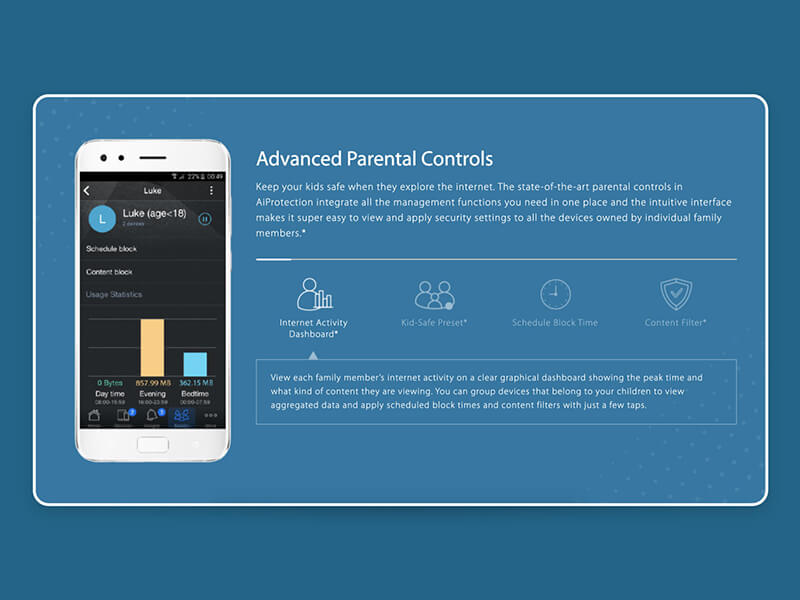 22% 00:49
Luke
L
Luke (age<18)
2 devices
Schedule block
Content block
Usage Statistics
0 Bytes 857.99 MB 362.15 MB
Day time Evening Bedtime
08:00-15:59 16:00-23:59 00:00-07:59
Advanced Parental Controls
Keep your kids safe when they explore the internet. The state-of-the-art parental controls in
AiProtection integrate all the management functions you need in one place and the intuitive interface
makes it super easy to view and apply security settings to all the devices owned by individual family
members.*
Internet Activity
Dashboard*
Kid-Safe Preset*
Schedule Block Time
Content Filter*
View each family member's internet activity on a clear graphical dashboard showing the peak time and
what kind of content they are viewing. You can group devices that belong to your children to view
aggregated data and apply scheduled block times and content filters with just a few taps.